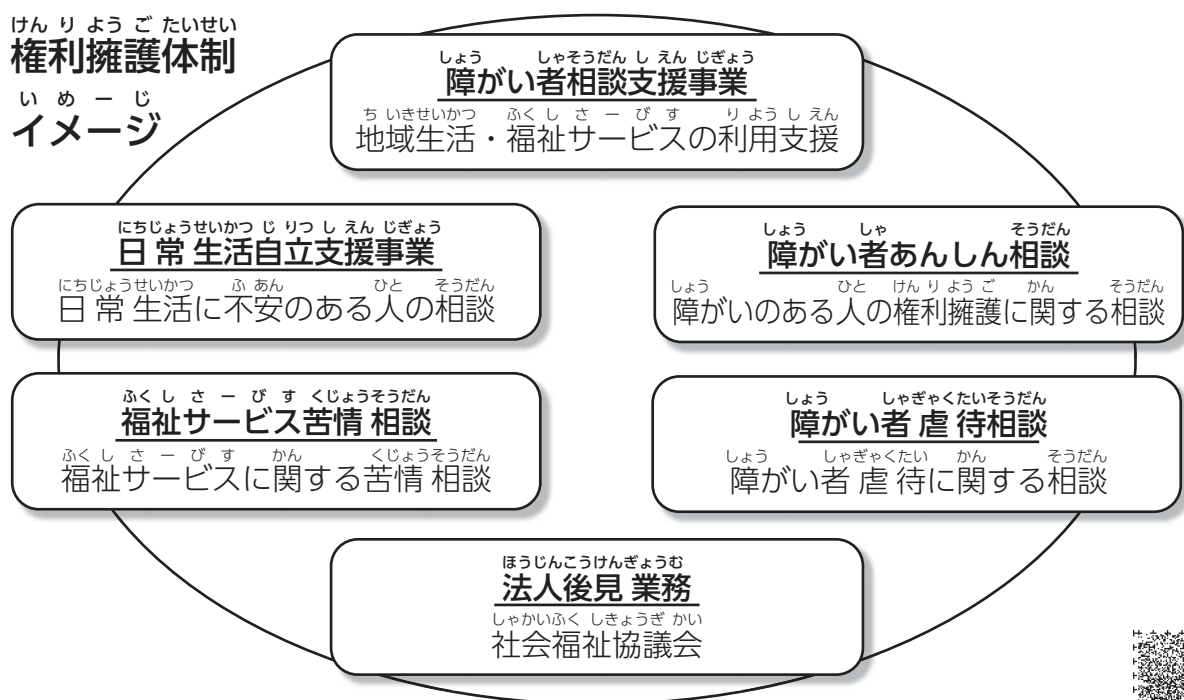 けんりようごたいせい
権利擁護体制
いめーじ
イメージ
しょう しゃそうだんしえんじぎょう
障がい者相談支援事業
ちいきせいかつ ふくしさーびす りようしえん
地域生活・福祉サービスの利用支援
にちじょうせいかつじりつしえんじぎょう
日常生活自立支援事業
にちじょうせいかつ ふあん ひと そうだん
日常生活に不安のある人の相談
しょう しゃ そうだん
障がい者あんしん相談
しょう ひと けんりようご かん そうだん
障がいのある人の権利擁護に関する相談
ふくしさーびすくじょうそうだん
福祉サービス苦情相談
ふくしさーびす かん くじょうそうだん
福祉サービスに関する苦情相談
しょう しゃぎゃくたいそうだん
障がい者虐待相談
しょう しゃぎゃくたい かん そうだん
障がい者虐待に関する相談
ほうじんこうけんぎょうむ
法人後見業務
しゃかいふくしきょうぎかい
社会福祉協議会